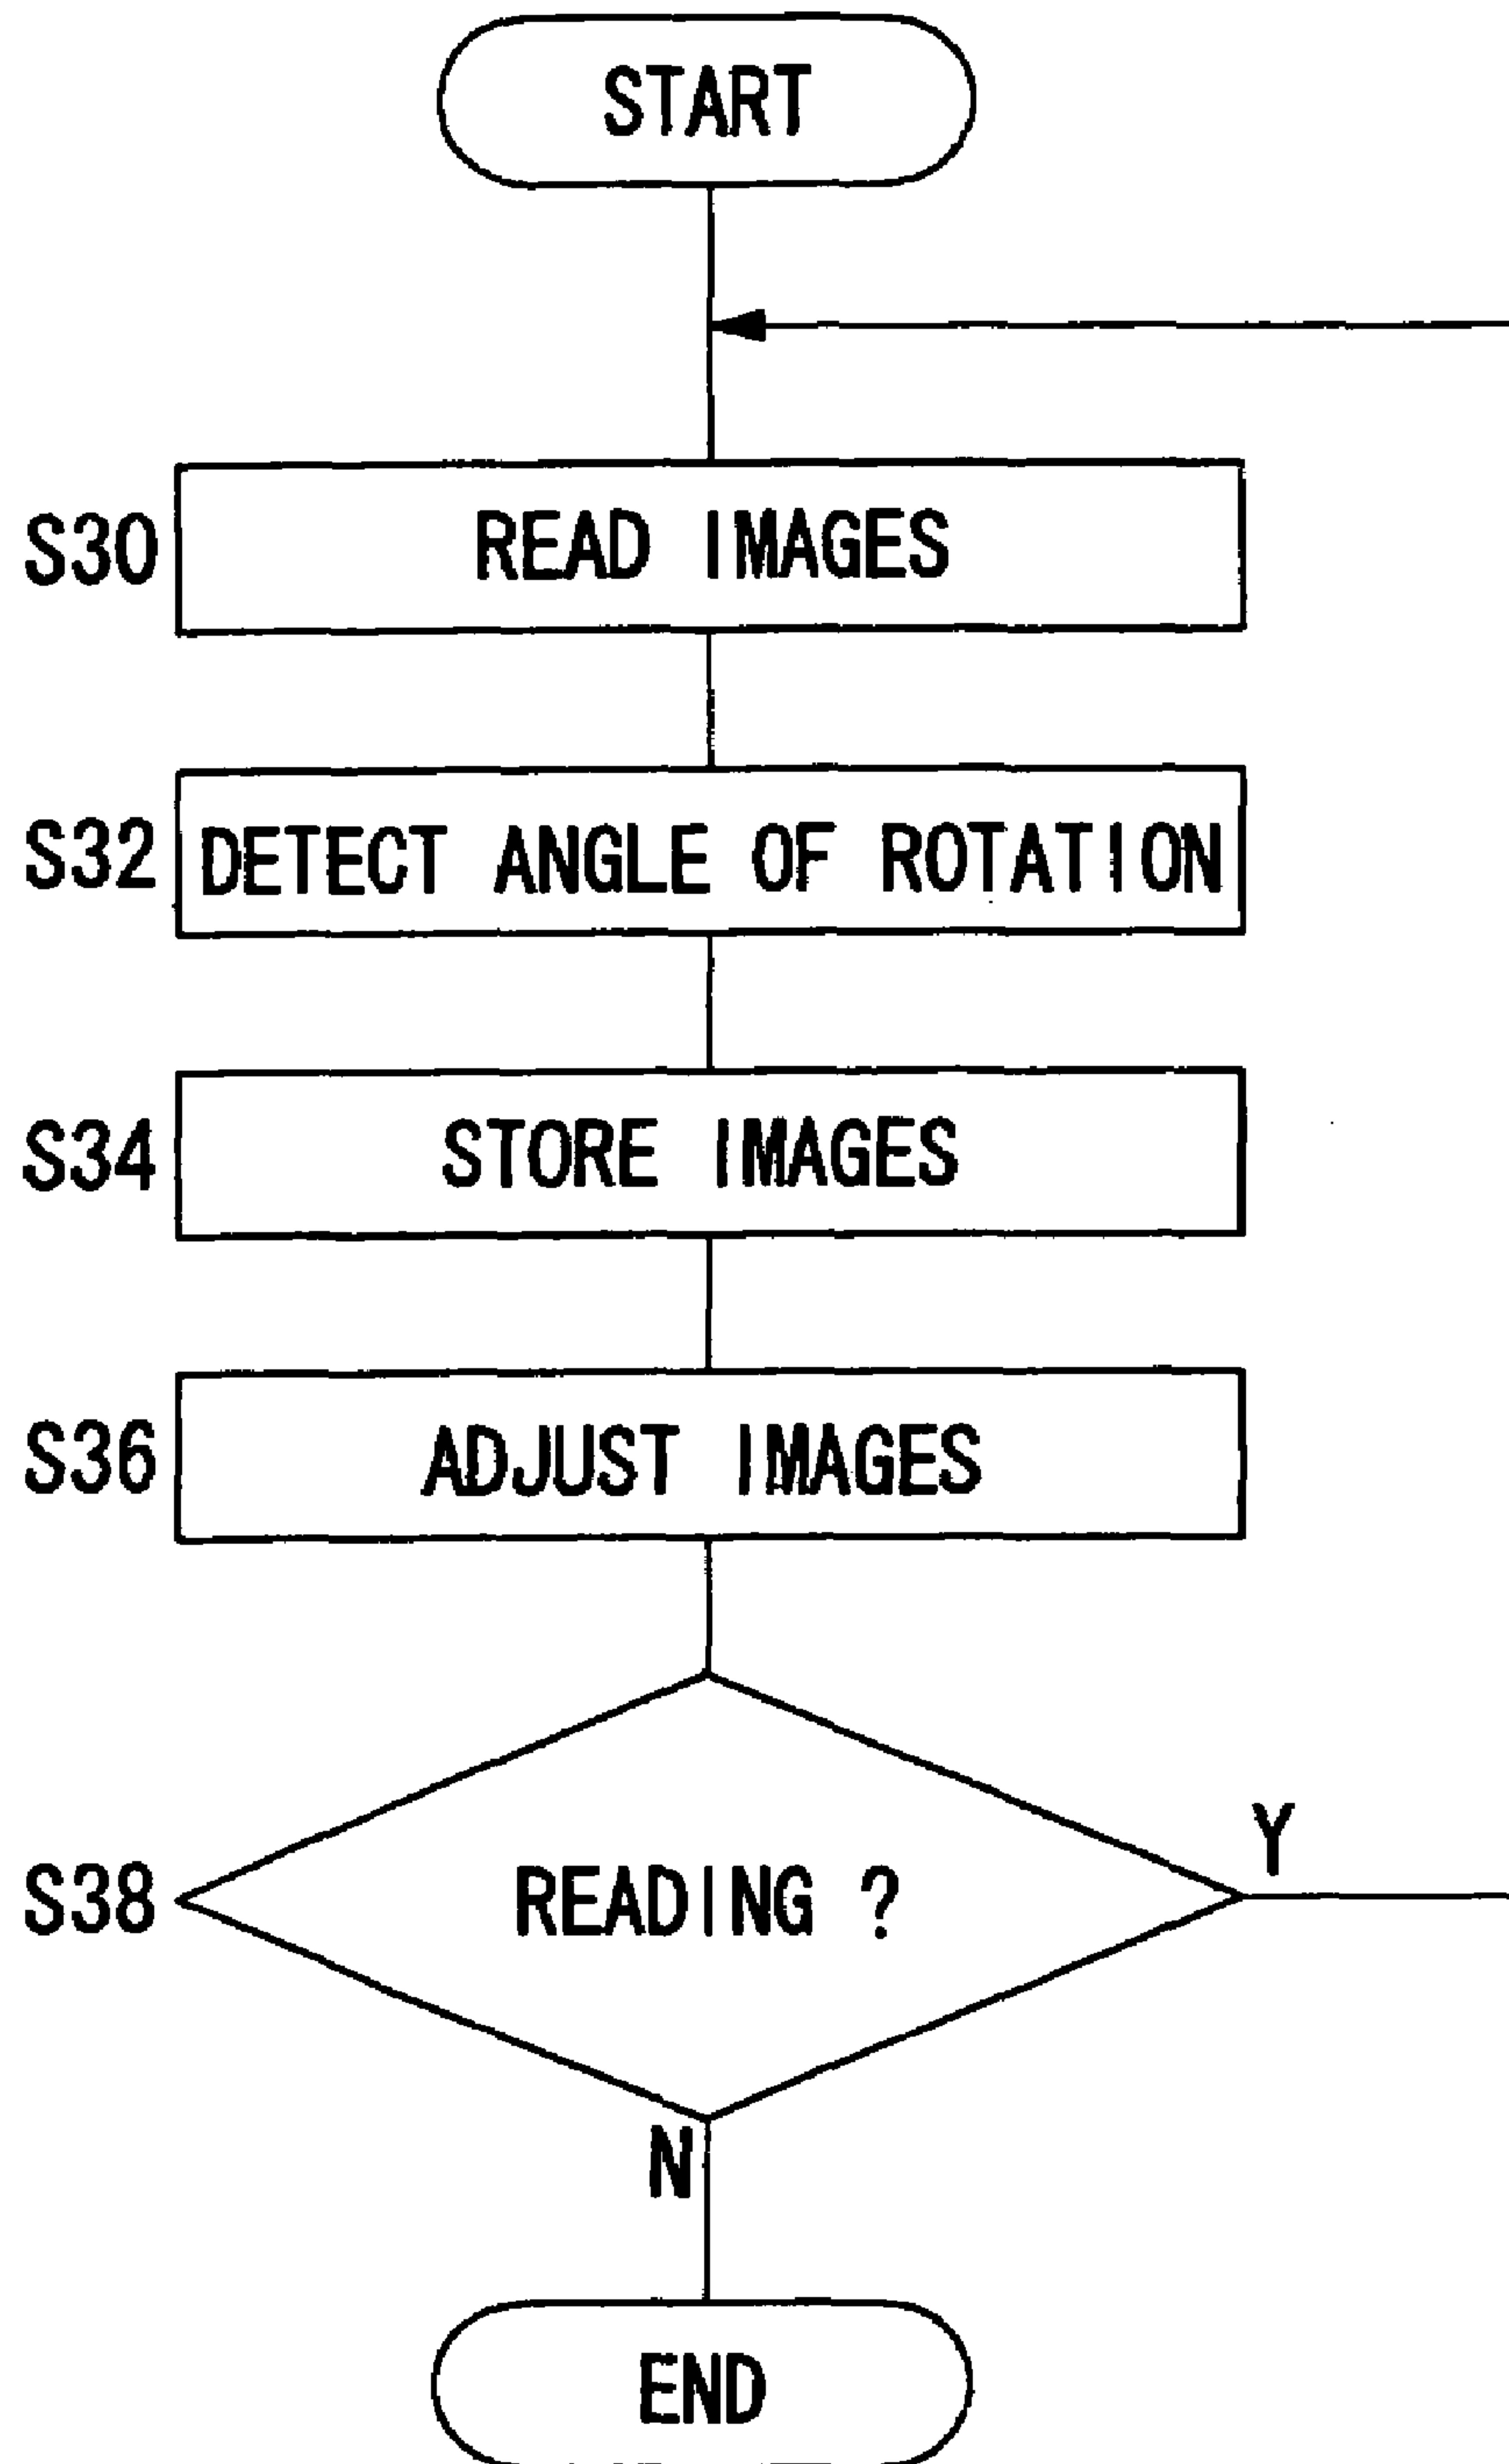 START
S30 READ IMAGES
S32 DETECT ANGLE OF ROTATION
S34 STORE IMAGES
S36 ADJUST IMAGES
Y
S38 READING ?
N
END